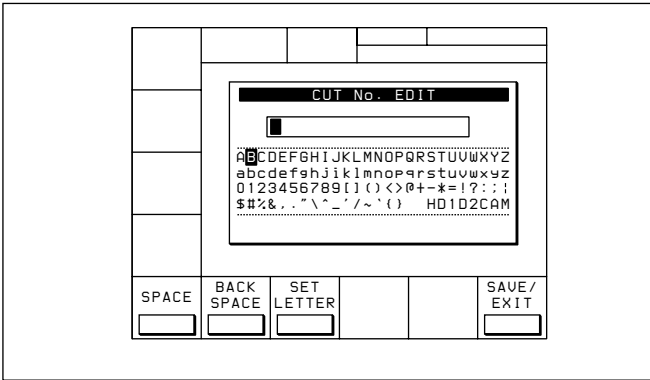 CUT No. EDIT
ABCDEFGHIJKLMNOPQRSTUVWXYZ
abcdefghijklmnopqrstuvwxyz
0123456789[]()<>@+-*=!?:;¦
$#%&,."\^_'/~`{} HD1D2CAM
SPACE
BACK SPACE
SET LETTER
SAVE/ EXIT